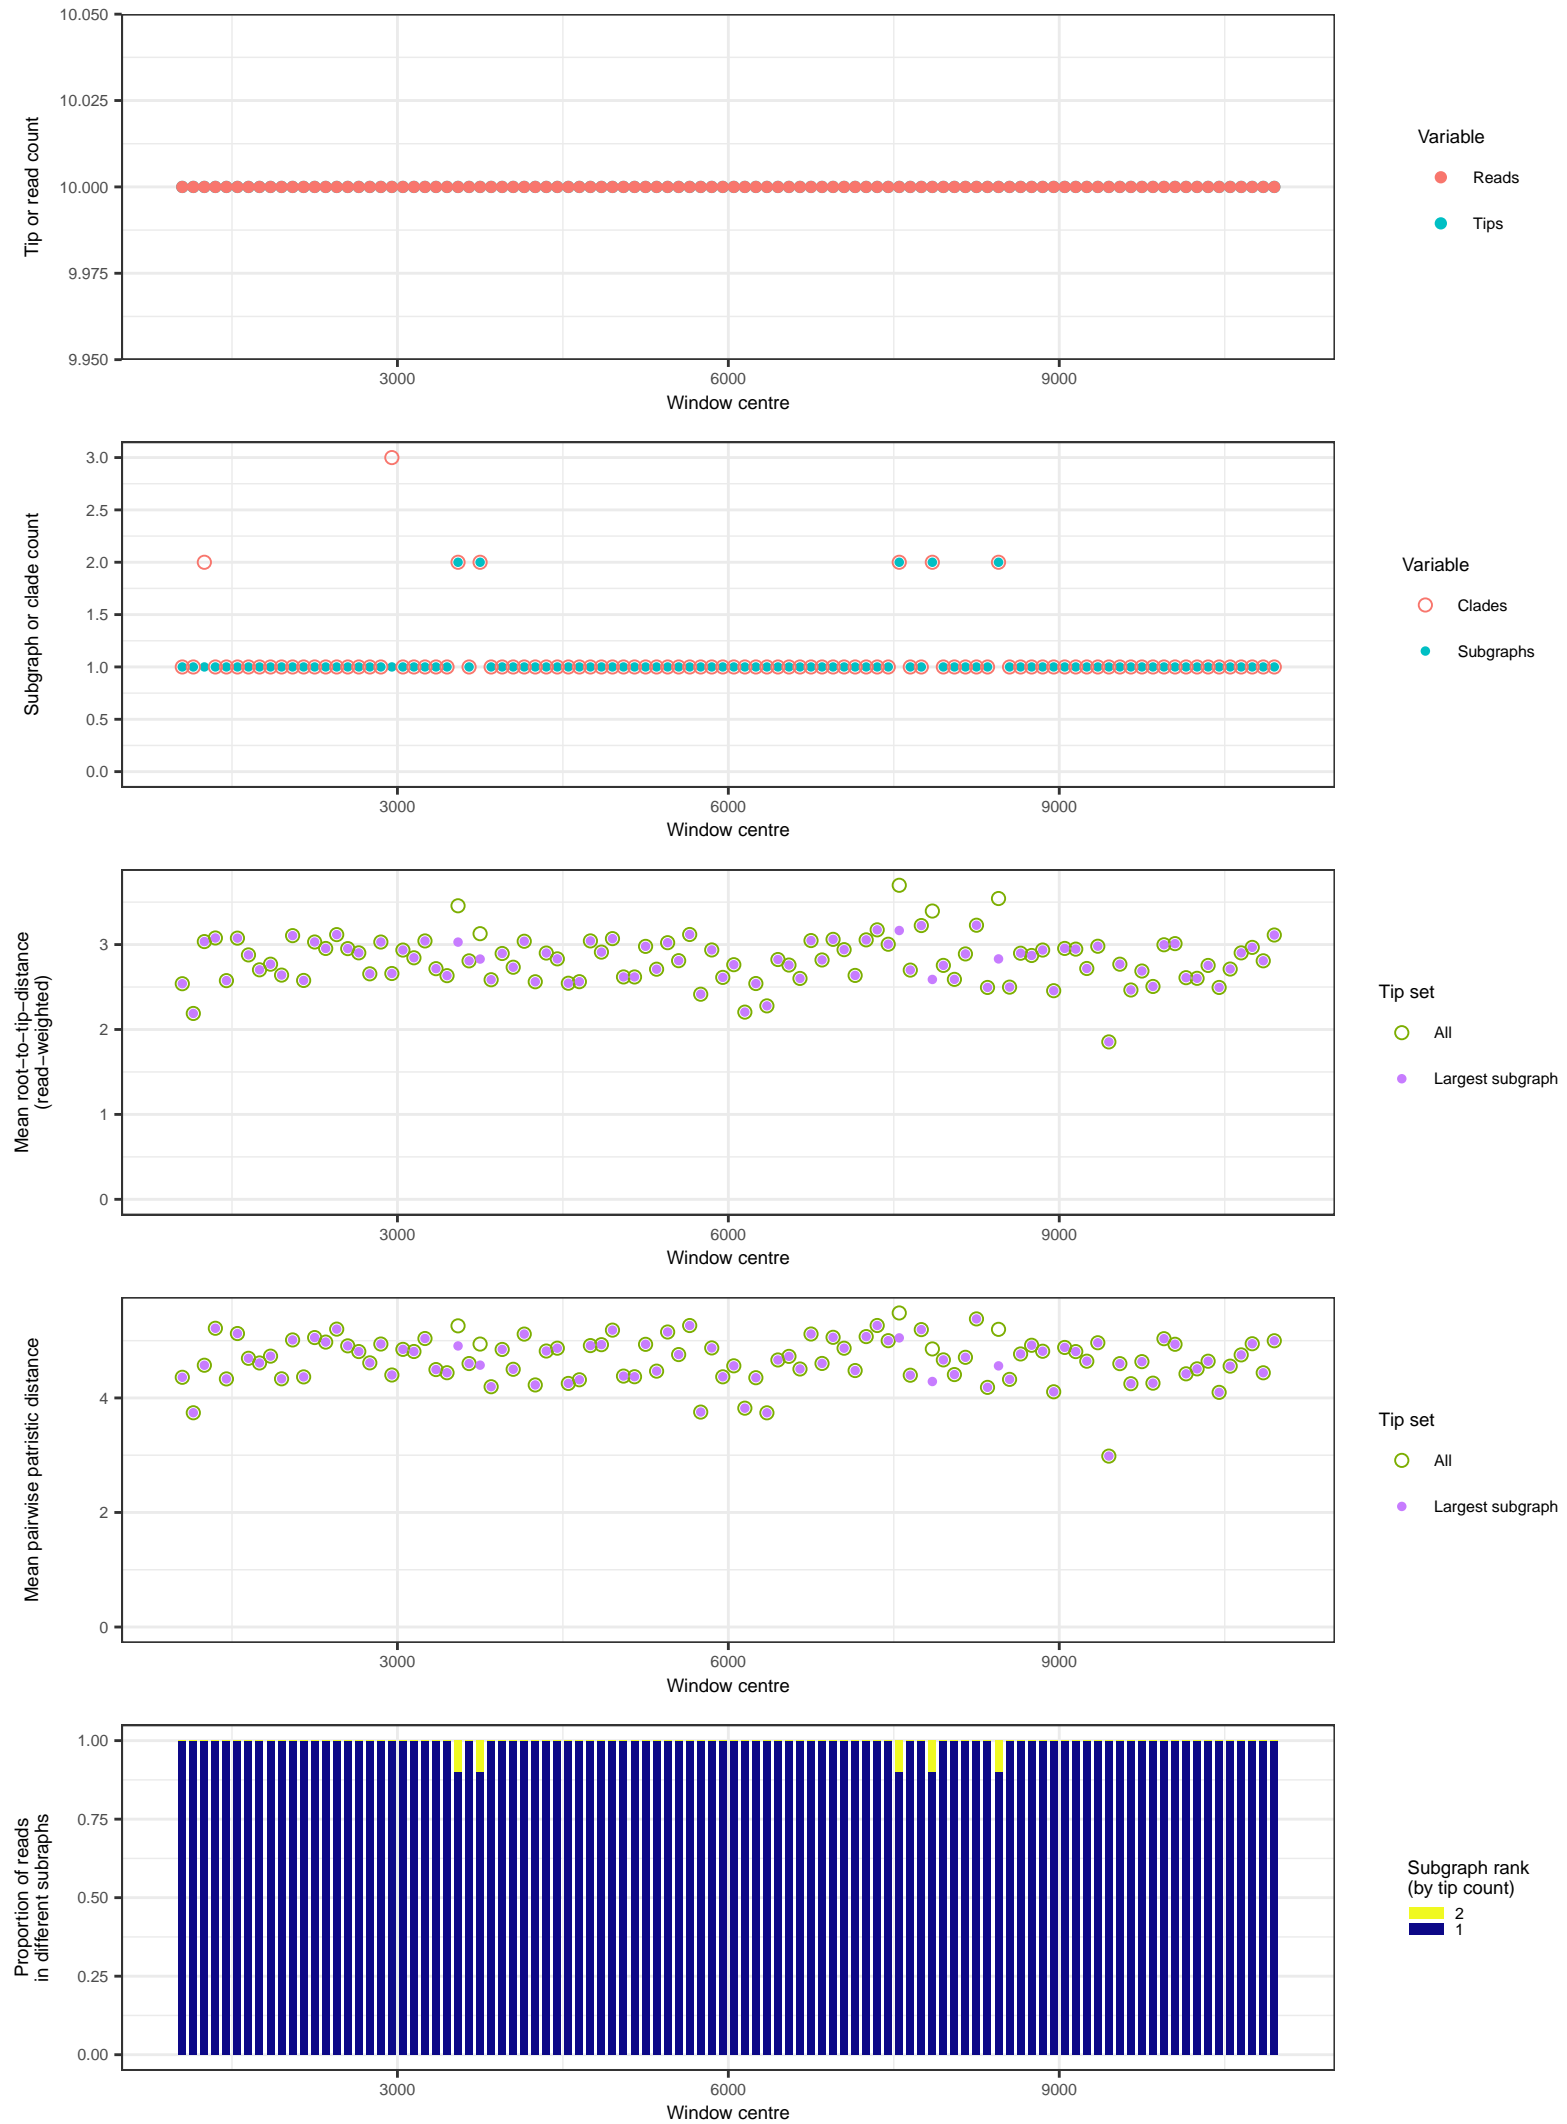 10.050
10.025
10.000
9.975
9.950
Tip or read count
3000 6000 9000
Window centre
Variable
Reads
Tips
3.0
2.5
2.0
1.5
1.0
0.5
0.0
Subgraph or clade count
3000 6000 9000
Window centre
Variable
Clades
Subgraphs
3
2
1
0
Mean root−to−tip−distance
(read−weighted)
3000 6000 9000
Window centre
Tip set
All
Largest subgraph
4
2
0
Mean pairwise patristic distance
3000 6000 9000
Window centre
Tip set
All
Largest subgraph
1.00
0.75
0.50
0.25
0.00
Proportion of reads
in different subraphs
3000 6000 9000
Window centre
Subgraph rank
(by tip count)
2
1